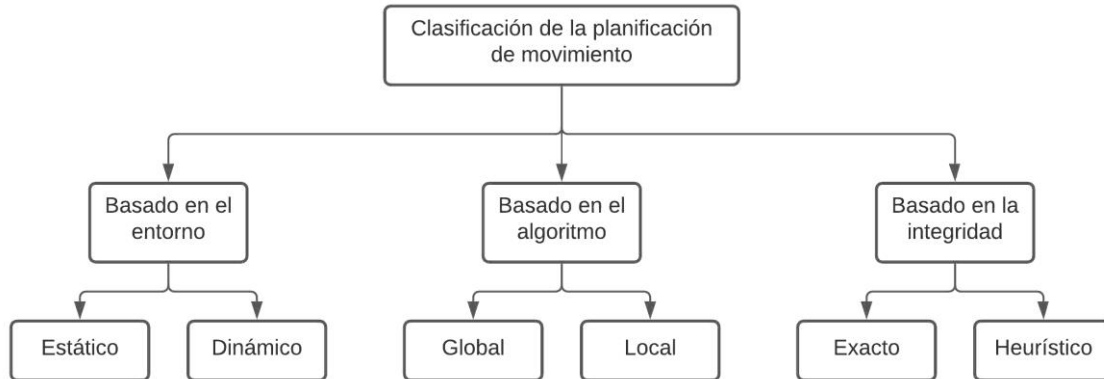 Clasificación de la planificación
de movimiento
Basado en el
entorno
Basado en el
algoritmo
Basado en la
integridad
Estático
Dinámico
Global
Local
Exacto
Heurístico